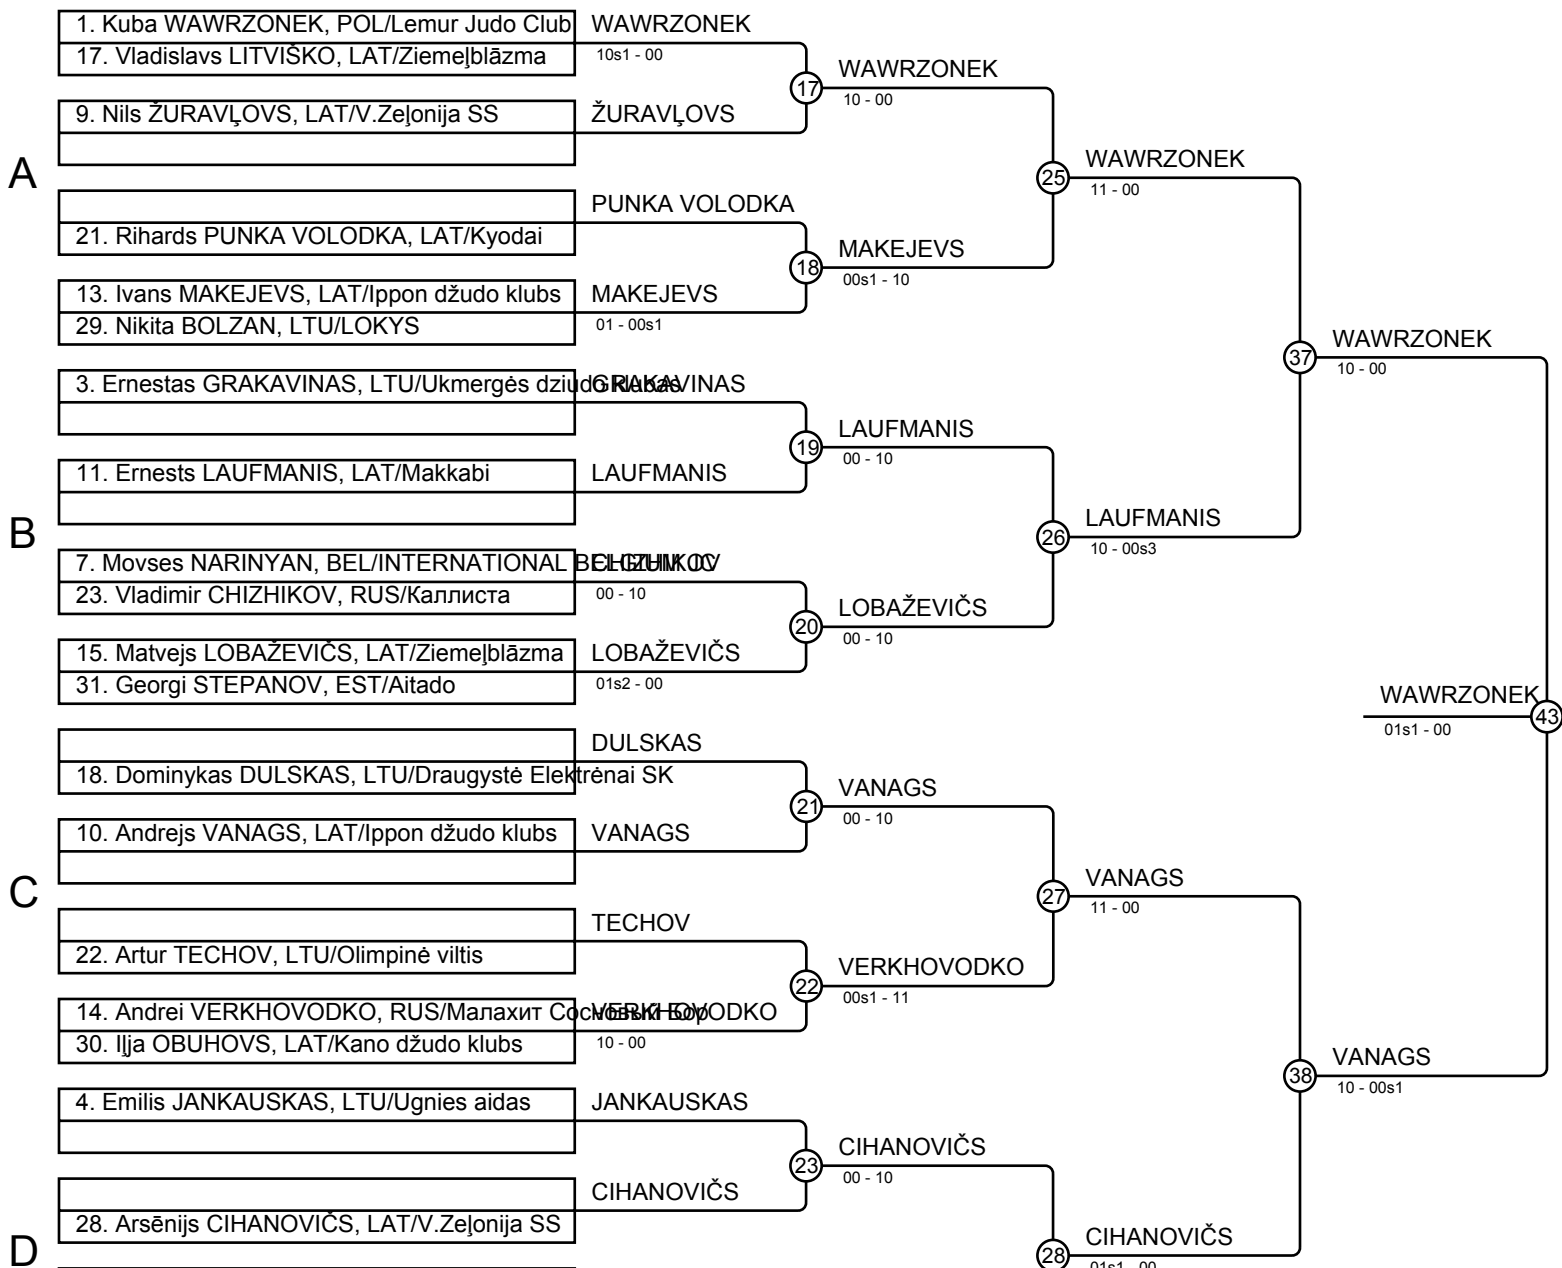 1. Kuba WAWRZONEK, POL/Lemur Judo Club
WAWRZONEK
17. Vladislavs LITVIŠKO, LAT/Ziemeļblāzma
10s1 - 00
WAWRZONEK
17
10 - 00
9. Nils ŽURAVĻOVS, LAT/V.Zeļonija SS
ŽURAVĻOVS
A
WAWRZONEK
25
11 - 00
PUNKA VOLODKA
21. Rihards PUNKA VOLODKA, LAT/Kyodai
MAKEJEVS
18
00s1 - 10
13. Ivans MAKEJEVS, LAT/Ippon džudo klubs
MAKEJEVS
29. Nikita BOLZAN, LTU/LOKYS
01 - 00s1
WAWRZONEK
37
10 - 00
3. Ernestas GRAKAVINAS, LTU/Ukmergės dziudo klubas
GRAKAVINAS
LAUFMANIS
19
00 - 10
11. Ernests LAUFMANIS, LAT/Makkabi
LAUFMANIS
B
LAUFMANIS
26
10 - 00s3
7. Movses NARINYAN, BEL/INTERNATIONAL BELGIUM JC
CHIZHIKOV
23. Vladimir CHIZHIKOV, RUS/Каллиста
00 - 10
LOBAŽEVIČS
20
00 - 10
15. Matvejs LOBAŽEVIČS, LAT/Ziemeļblāzma
LOBAŽEVIČS
31. Georgi STEPANOV, EST/Aitado
01s2 - 00
WAWRZONEK
43
01s1 - 00
DULSKAS
18. Dominykas DULSKAS, LTU/Draugystė Elektrėnai SK
VANAGS
21
00 - 10
10. Andrejs VANAGS, LAT/Ippon džudo klubs
VANAGS
C
VANAGS
27
11 - 00
TECHOV
22. Artur TECHOV, LTU/Olimpinė viltis
VERKHOVODKO
22
00s1 - 11
14. Andrei VERKHOVODKO, RUS/Малахит Сосновый Бор
VERKHOVODKO
30. Iļja OBUHOVS, LAT/Kano džudo klubs
10 - 00
VANAGS
38
10 - 00s1
4. Emilis JANKAUSKAS, LTU/Ugnies aidas
JANKAUSKAS
CIHANOVIČS
23
00 - 10
CIHANOVIČS
28. Arsēnijs CIHANOVIČS, LAT/V.Zeļonija SS
D
CIHANOVIČS
28
01s1 - 00